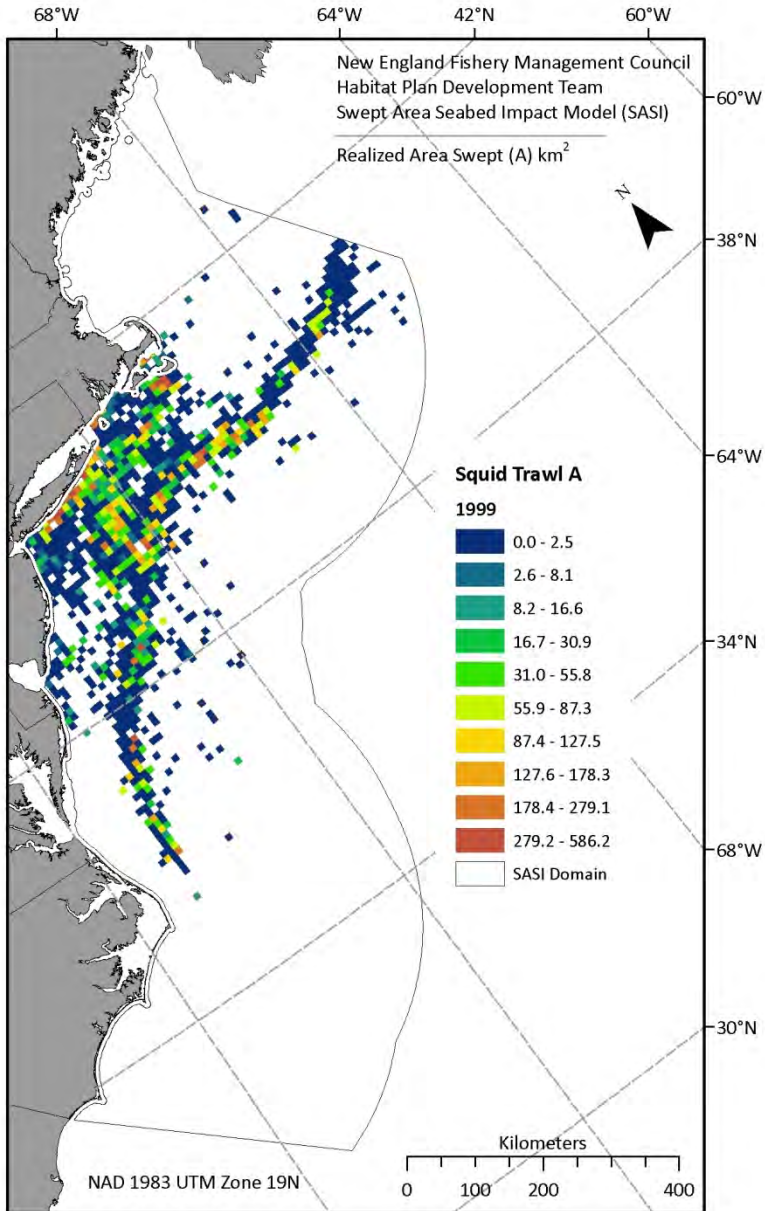 68°W 64°W 42°N 60°W
New England Fishery Management Council
Habitat Plan Development Team
Swept Area Seabed Impact Model (SASI)
Realized Area Swept (A) km²
60°W
N
38°N
64°W
Squid Trawl A
1999
0.0 - 2.5
2.6 - 8.1
8.2 - 16.6
16.7 - 30.9
31.0 - 55.8
55.9 - 87.3
87.4 - 127.5
127.6 - 178.3
178.4 - 279.1
279.2 - 586.2
SASI Domain
34°N
68°W
30°N
Kilometers
0 100 200 300 400
NAD 1983 UTM Zone 19N